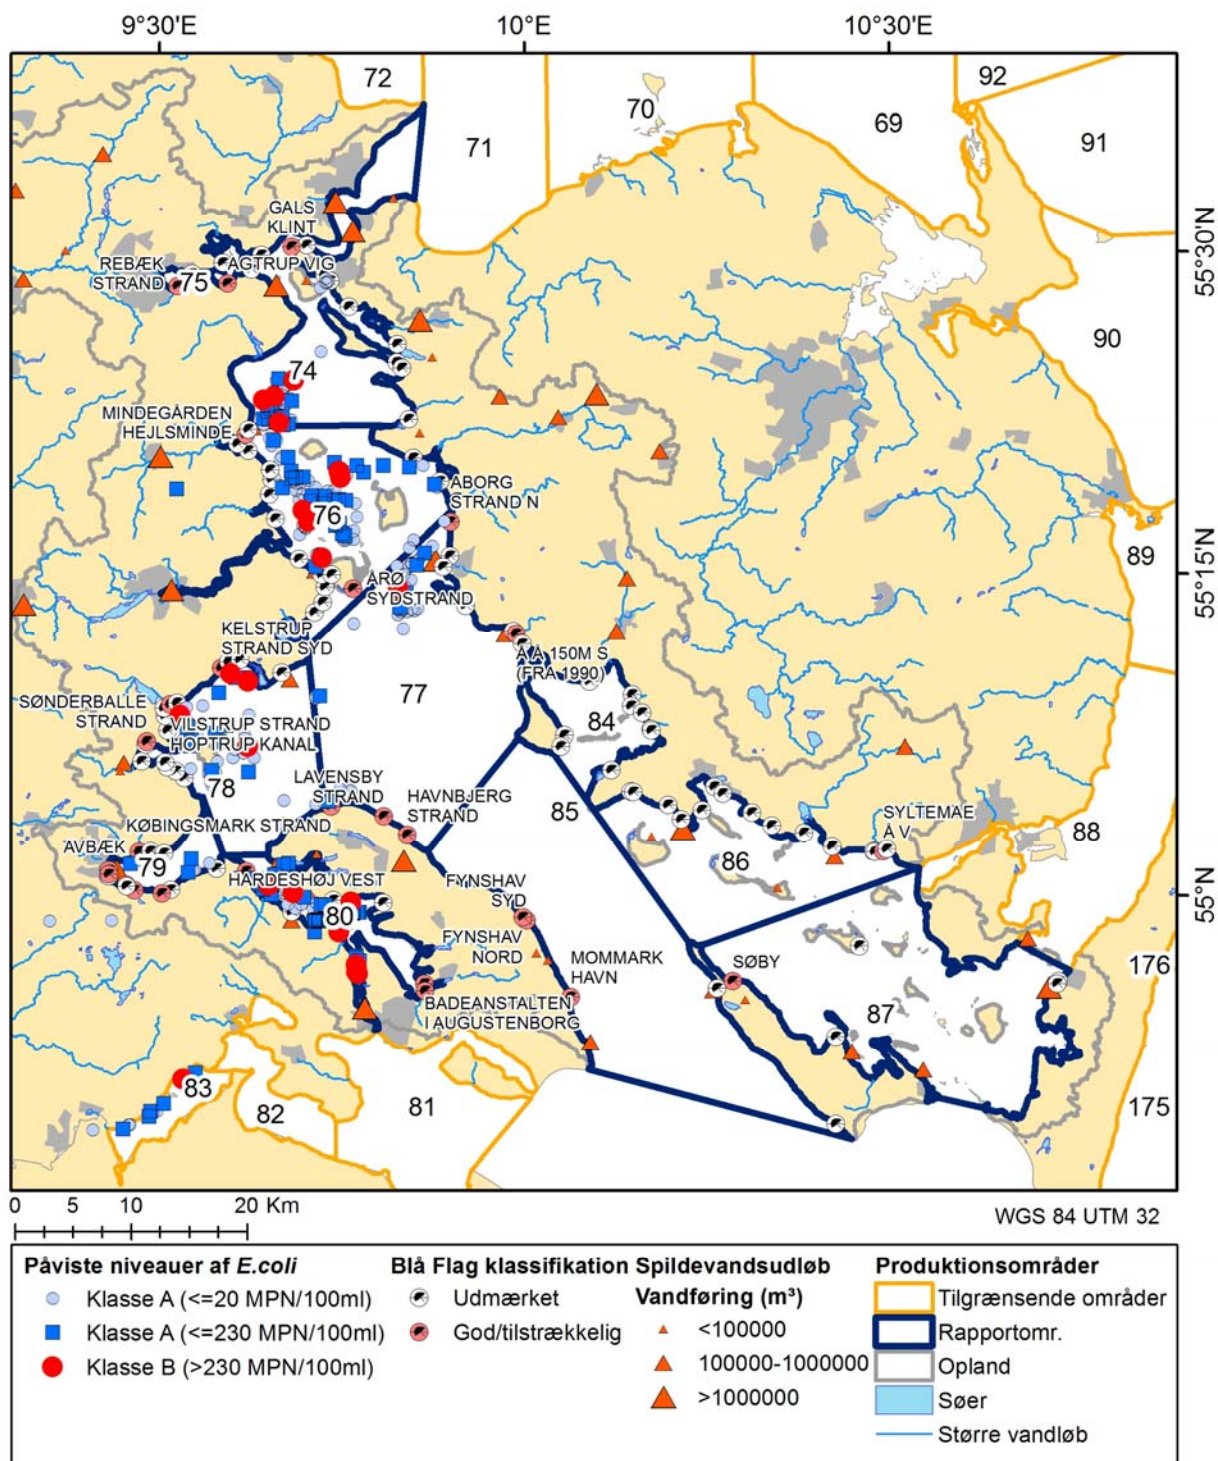 9°30'E
10°E
10°30'E
72
92
70
71
69
91
GALS
KLINT
55°30'N
REBÆK
STRAND
75
AGTRUP VIG
90
74
MINDEGÅRDEN
HEJLSMINDE
ABORG
STRAND N
76
89
55°15'N
ÅRØ
SYDSTRAND
KELSTRUP
STRAND SYD
Å Å 150M S
(FRA 1990)
77
SØNDERBALLE
STRAND
84
VILSTRUP STRAND
HOPTRUP KANAL
78
LAVENSBY
STRAND
HAVNBJERG
STRAND
85
SYLTEMAE
Å V
88
KØBINGSMARK STRAND
AVBÆK
79
86
HARDESHØJ VEST
FYNSHAV
SYD
55°N
80
FYNSHAV
NORD
MOMMARK
HAVN
SØBY
176
BADEANSTALTEN
I AUGUSTENBORG
87
83
82
81
175
0 5 10 20 Km
WGS 84 UTM 32
Påviste niveauer af E.coli
Klasse A (<=20 MPN/100ml)
Klasse A (<=230 MPN/100ml)
Klasse B (>230 MPN/100ml)
Blå Flag klassifikation
Udmærket
God/tilstrækkelig
Spildevandsudløb
Vandføring (m³)
<100000
100000-1000000
>1000000
Produktionsområder
Tilgrænsende områder
Rapportomr.
Opland
Søer
Større vandløb